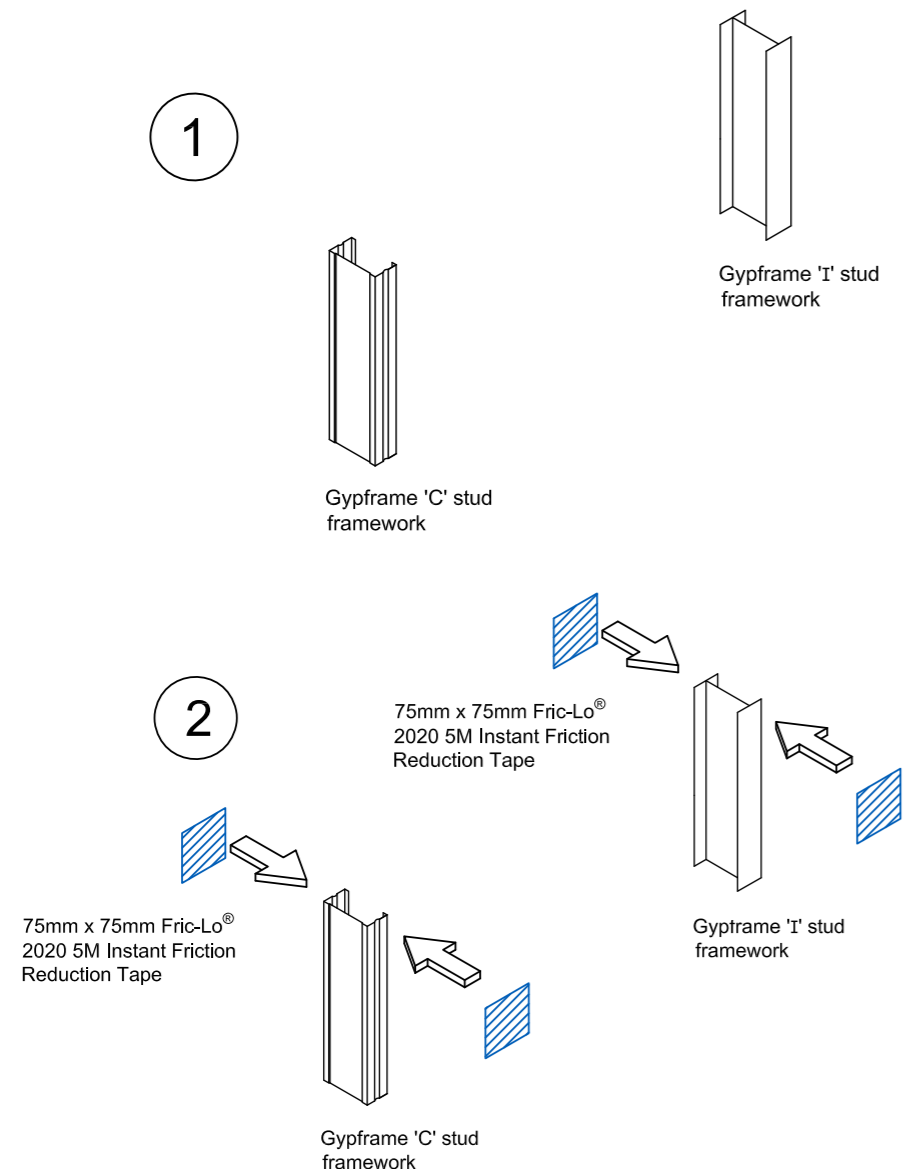 1
Gypframe 'I' stud
framework
Gypframe 'C' stud
framework
2
75mm x 75mm Fric-Lo®
2020 5M Instant Friction
Reduction Tape
75mm x 75mm Fric-Lo®
2020 5M Instant Friction
Reduction Tape
Gyptrame 'I' stud
framework
Gypframe 'C' stud
framework